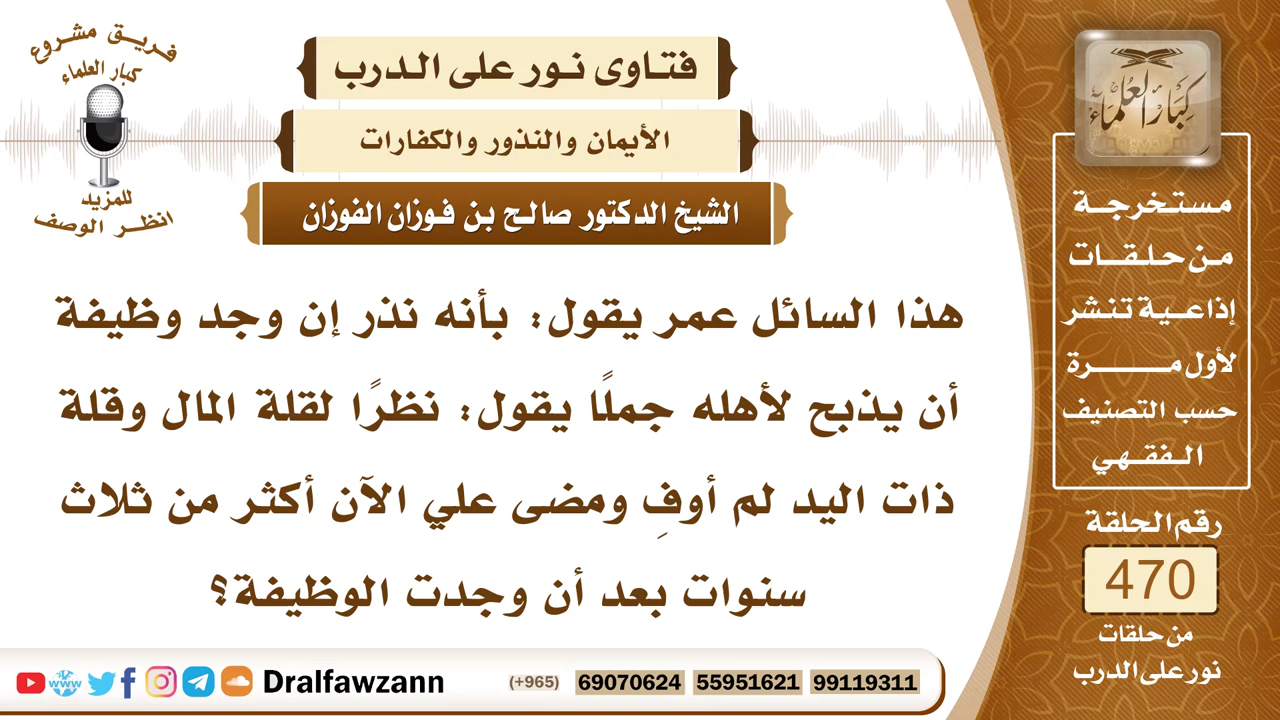 فريق مشروع
كبار العلماء
للمزيد
انظر الوصف
فتاوى نور على الدرب
الأيمان والنذور والكفارات
الشيخ الدكتور صالح بن فوزان الفوزان
هذا السائل عمر يقول: بأنه نذر إن وجد وظيفة
أن يذبح لأهله جملًا يقول: نظرًا لقلة المال وقلة
ذات اليد لم أوفِ ومضى علي الآن أكثر من ثلاث
سنوات بعد أن وجدت الوظيفة؟
كبار العلماء
مستخرجة
من حلقات
إذاعية تنشر
لأول مرة
حسب التصنيف
الفقهي
رقم الحلقة
470
من حلقات
نور على الدرب
www Dralfawzann (+965) 69070624 55951621 99119311